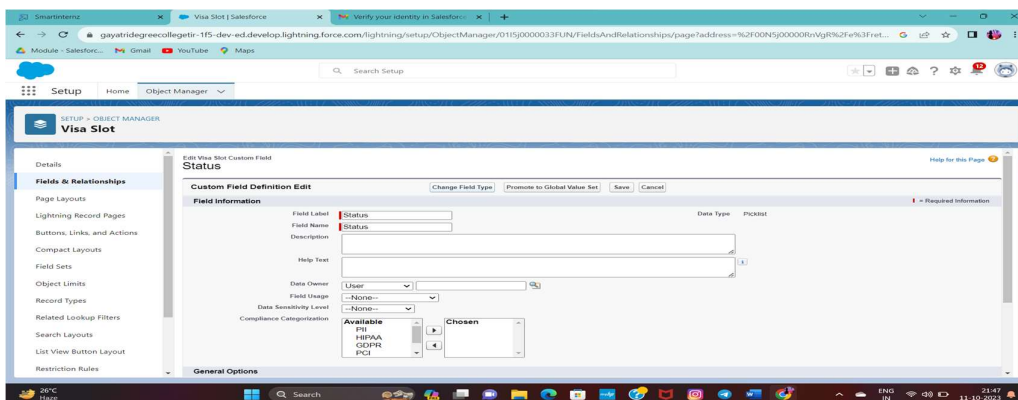 Smartinternz
Visa Slot | Salesforce
Verify your identity in Salesforce
gayatridegreecollegetir-1f5-dev-ed.develop.lightning.force.com/lightning/setup/ObjectManager/01I5j0000033FUN/FieldsAndRelationships/page?address=%2F00N5j00000RnVgR%2Fe%3Fret...
Module - Salesforc... Gmail YouTube Maps
Search Setup
12
Setup Home Object Manager
SETUP > OBJECT MANAGER
Visa Slot
Details
Fields & Relationships
Page Layouts
Lightning Record Pages
Buttons, Links, and Actions
Compact Layouts
Field Sets
Object Limits
Record Types
Related Lookup Filters
Search Layouts
List View Button Layout
Restriction Rules
Edit Visa Slot Custom Field
Status
Help for this Page
Custom Field Definition Edit Change Field Type Promote to Global Value Set Save Cancel
Field Information = Required Information
Field Label Status Data Type Picklist
Field Name Status
Description
Help Text
Data Owner User
Field Usage --None--
Data Sensitivity Level --None--
Compliance Categorization Available Chosen
PII
HIPAA
GDPR
PCI
General Options
26°C
Haze
Search
ENG
IN
21:47
11-10-2023